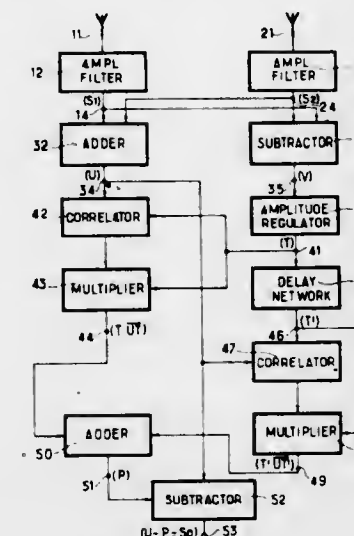 11
21
12
AMPL
FILTER
AMPL
FILTER
(S1)
14
(S2)
24
32
ADDER
SUBTRACTOR
(U)
34
(V)
35
42
CORRELATOR
AMPLITUDE
REGULATOR
(T)
41
43
MULTIPLIER
DELAY
NETWORK
44
(T UT)
46
(T')
47
CORRELATOR
ADDER
50
MULTIPLIER
(T' UT')
49
51
(P)
SUBTRACTOR
52
(U-P-So)
53